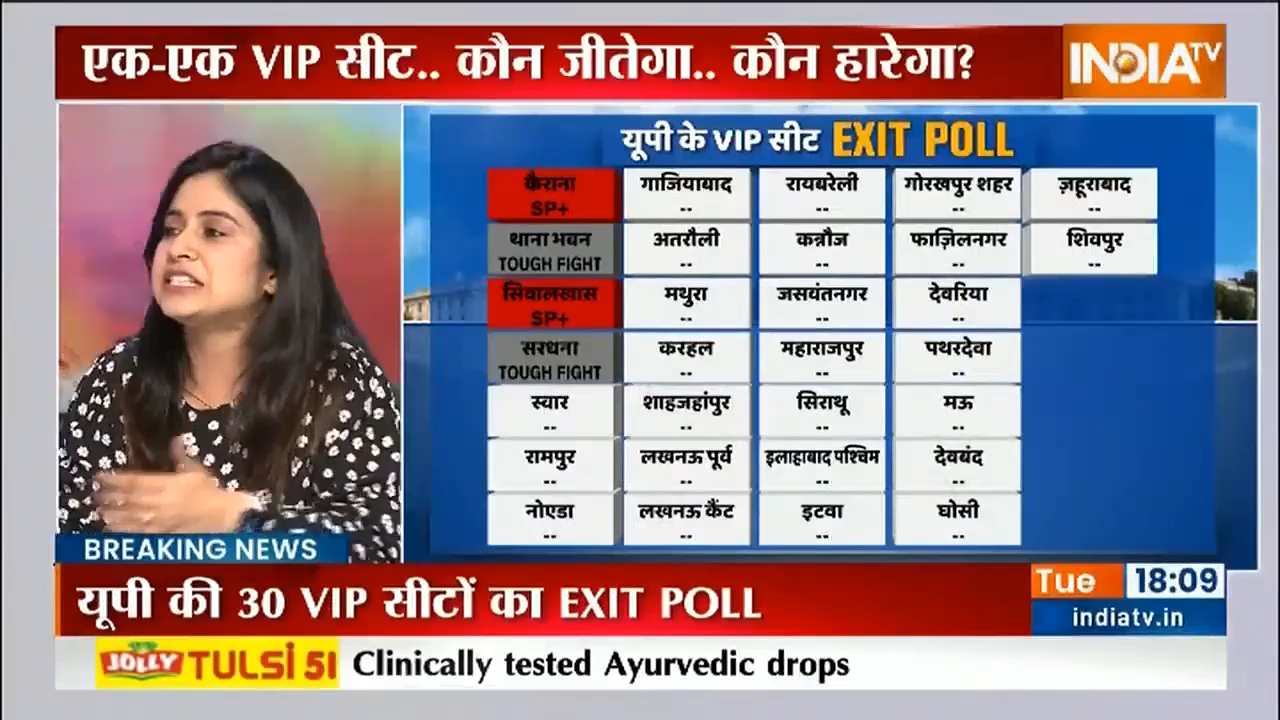 एक-एक VIP सीट.. कौन जीतेगा.. कौन हारेगा?
INDIA TV
यूपी के VIP सीट EXIT POLL
कैराना
SP+
गाजियाबाद
--
रायबरेली
--
गोरखपुर शहर
--
ज़हूराबाद
--
थाना भवन
TOUGH FIGHT
अतरौली
--
कन्नौज
--
फाज़िलनगर
--
शिवपुर
--
सिवालखास
SP+
मथुरा
--
जसवंतनगर
--
देवरिया
--
सरधना
TOUGH FIGHT
करहल
--
महाराजपुर
--
पथरदेवा
--
स्वार
--
शाहजहांपुर
--
सिराथू
--
मऊ
--
रामपुर
--
लखनऊ पूर्व
--
इलाहाबाद पश्चिम
--
देवबंद
--
नोएडा
--
लखनऊ कैंट
--
इटवा
--
घोसी
--
BREAKING NEWS
यूपी की 30 VIP सीटों का EXIT POLL
Tue 18:09
indiatv.in
JOLLY TULSI 51 Clinically tested Ayurvedic drops